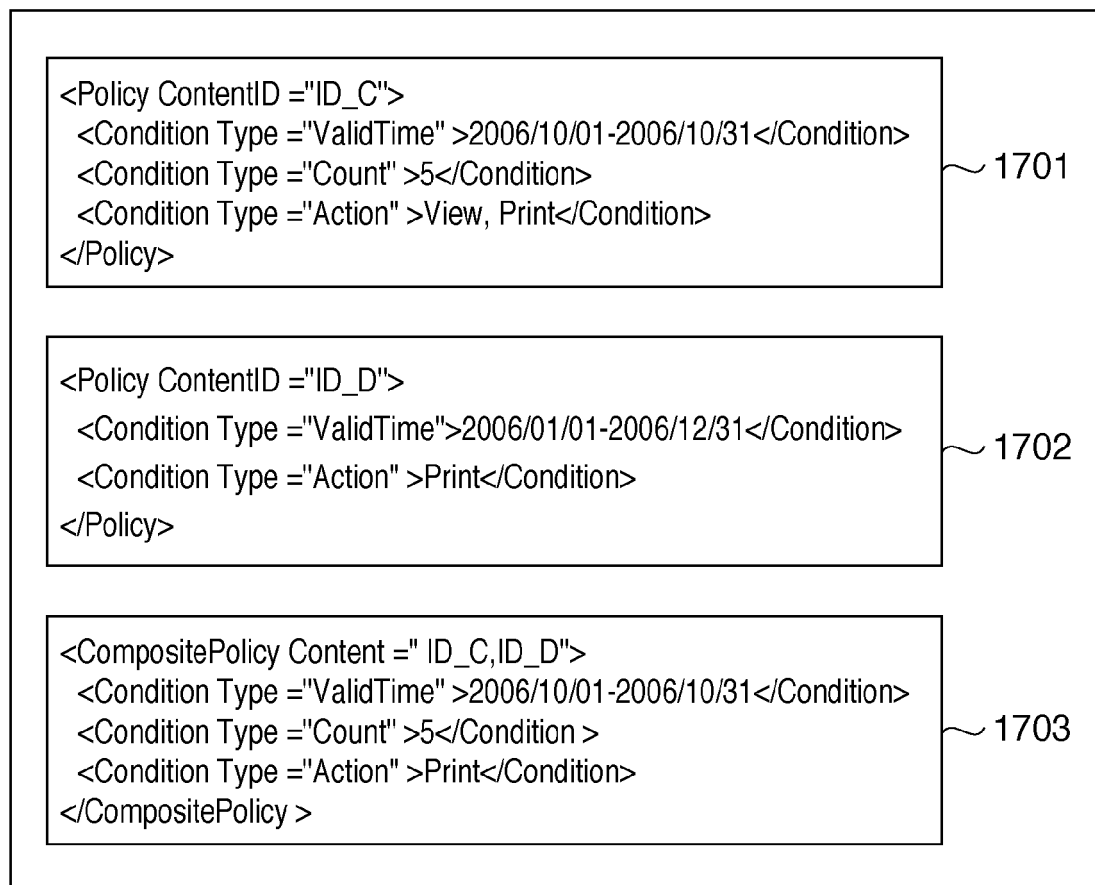 <Policy ContentID ="ID_C">
<Condition Type ="ValidTime" >2006/10/01-2006/10/31</Condition>
<Condition Type ="Count" >5</Condition>
<Condition Type ="Action" >View, Print</Condition>
</Policy>
1701
<Policy ContentID ="ID_D">
<Condition Type ="ValidTime">2006/01/01-2006/12/31</Condition>
<Condition Type ="Action" >Print</Condition>
</Policy>
1702
<CompositePolicy Content =" ID_C,ID_D">
<Condition Type ="ValidTime" >2006/10/01-2006/10/31</Condition>
<Condition Type ="Count" >5</Condition >
<Condition Type ="Action" >Print</Condition>
</CompositePolicy >
1703